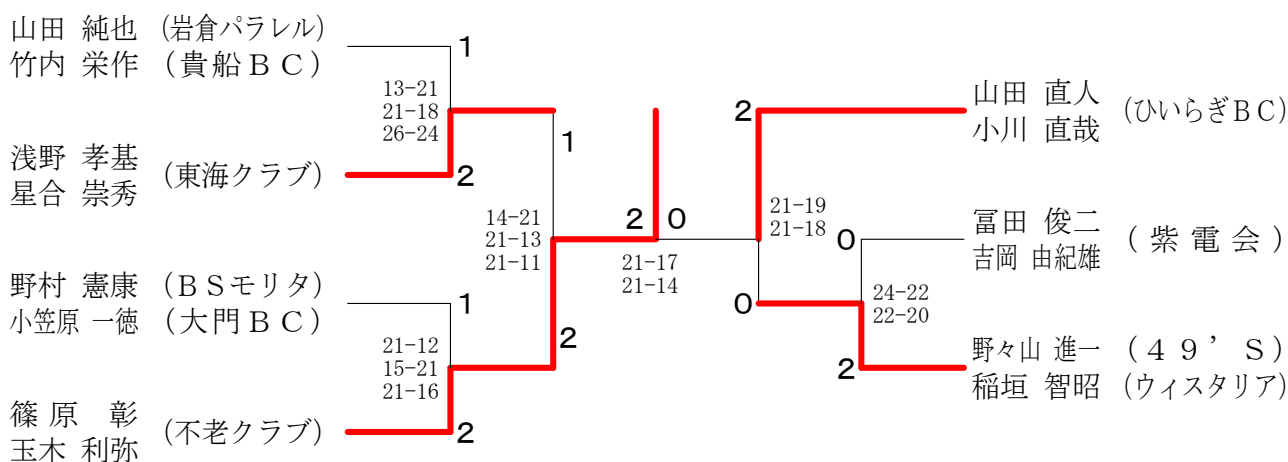 山田 純也 (岩倉パラレル)
竹内 栄作 (貴船BC)
1
13-21
21-18
26-24
浅野 孝基
星合 崇秀
(東海クラブ)
2
1
14-21
21-13
21-11
野村 憲康 (BSモリタ)
小笠原 一徳 (大門BC)
1
21-12
15-21
21-16
2
篠原 彰
玉木 利弥
(不老クラブ)
2
2 0
21-17
21-14
2
山田 直人
小川 直哉
(ひいらぎBC)
21-19
21-18
0
冨田 俊二
吉岡 由紀雄
(紫電会)
0
24-22
22-20
2
野々山 進一 (49’S)
稲垣 智昭 (ウィスタリア)